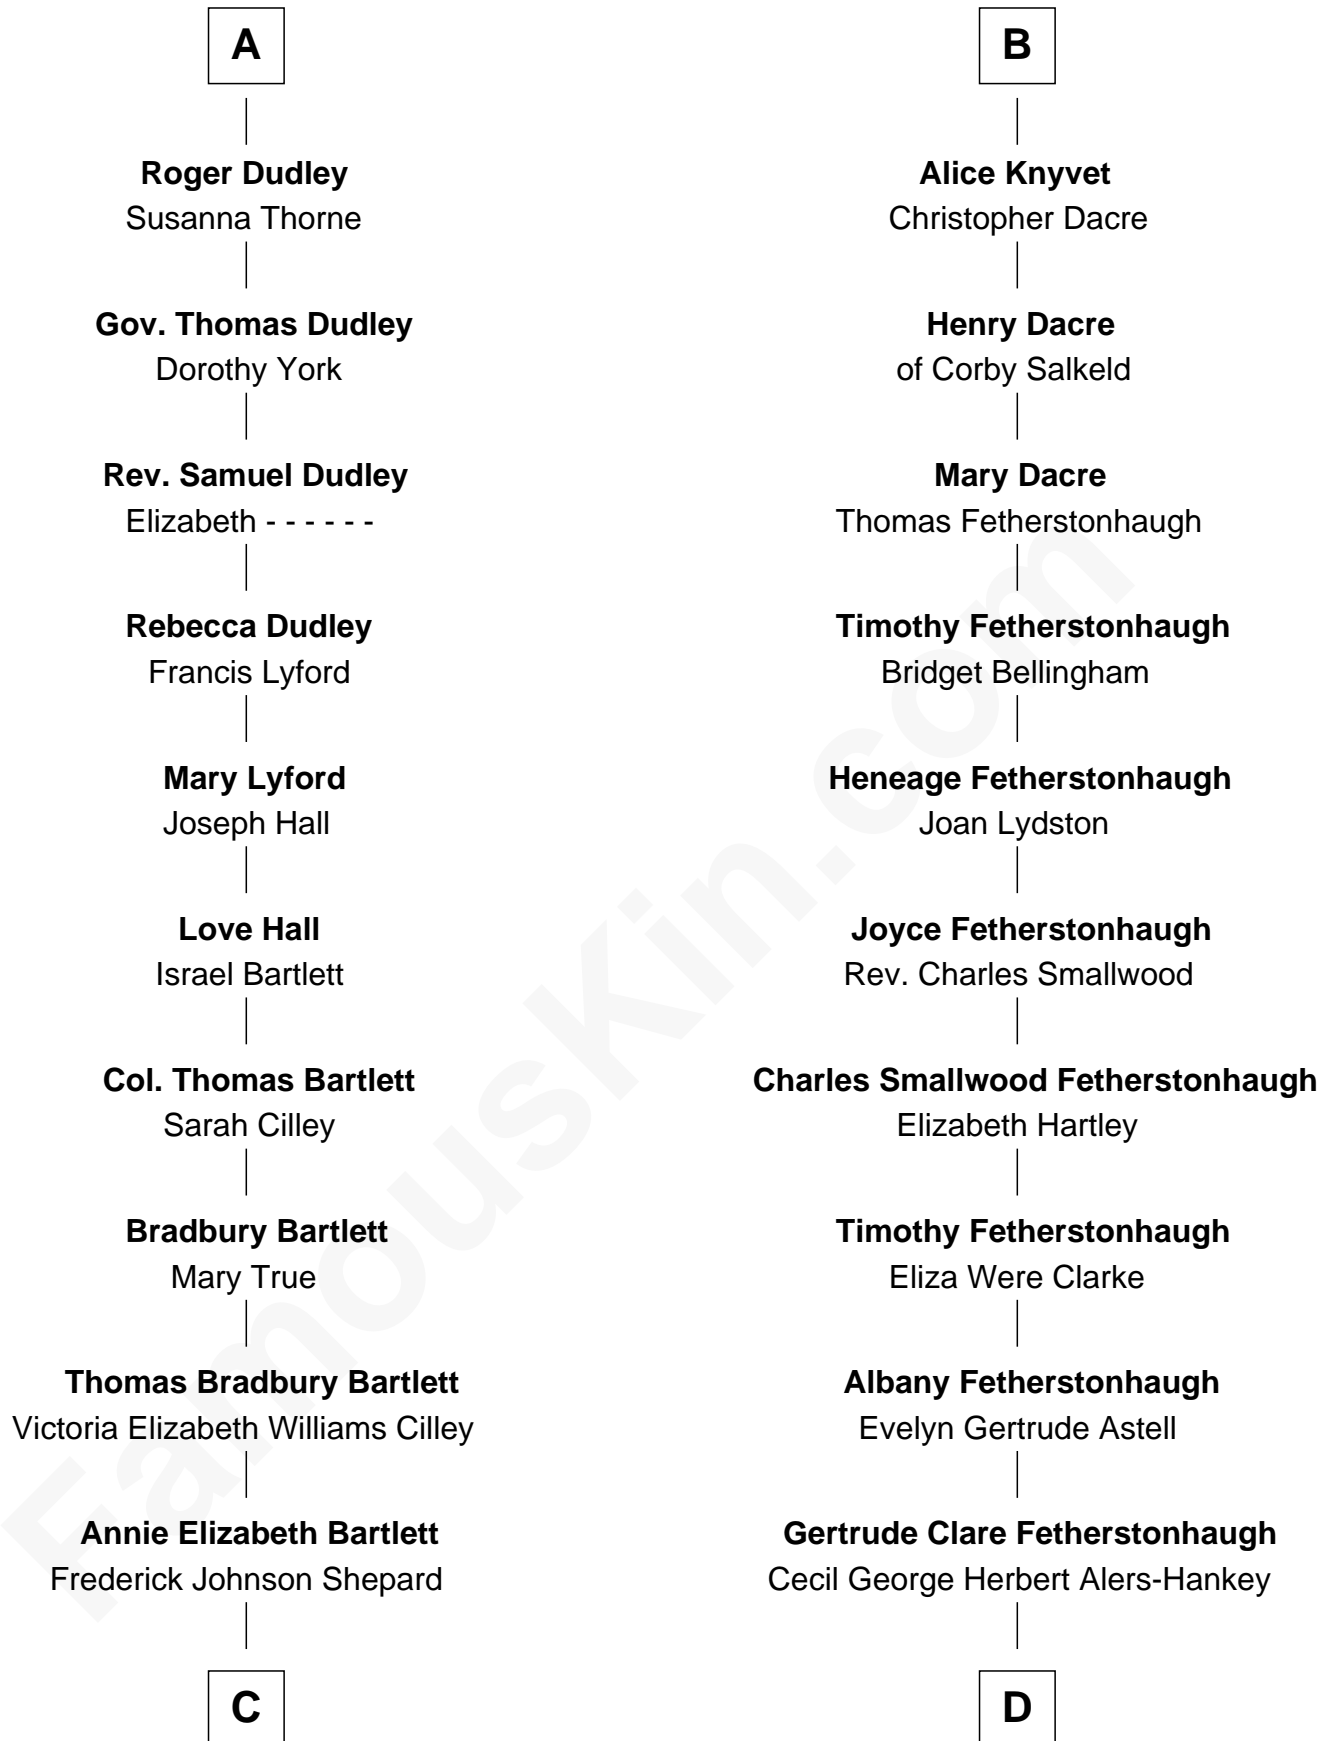 A
Roger Dudley
Susanna Thorne
Gov. Thomas Dudley
Dorothy York
Rev. Samuel Dudley
Elizabeth - - - - - -
Rebecca Dudley
Francis Lyford
Mary Lyford
Joseph Hall
Love Hall
Israel Bartlett
Col. Thomas Bartlett
Sarah Cilley
Bradbury Bartlett
Mary True
Thomas Bradbury Bartlett
Victoria Elizabeth Williams Cilley
Annie Elizabeth Bartlett
Frederick Johnson Shepard
C
B
Alice Knyvet
Christopher Dacre
Henry Dacre
of Corby Salkeld
Mary Dacre
Thomas Fetherstonhaugh
Timothy Fetherstonhaugh
Bridget Bellingham
Heneage Fetherstonhaugh
Joan Lydston
Joyce Fetherstonhaugh
Rev. Charles Smallwood
Charles Smallwood Fetherstonhaugh
Elizabeth Hartley
Timothy Fetherstonhaugh
Eliza Were Clarke
Albany Fetherstonhaugh
Evelyn Gertrude Astell
Gertrude Clare Fetherstonhaugh
Cecil George Herbert Alers-Hankey
D
FamousKin.com